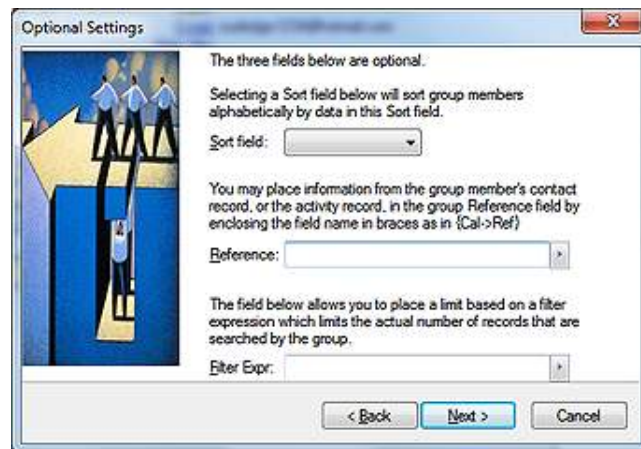 Optional Settings
The three fields below are optional.
Selecting a Sort field below will sort group members
alphabetically by data in this Sort field.
Sort field:
You may place information from the group member's contact
record, or the activity record, in the group Reference field by
enclosing the field name in braces as in {Cal->Ref}
Reference:
The field below allows you to place a limit based on a filter
expression which limits the actual number of records that are
searched by the group.
Filter Expr:
< Back Next > Cancel